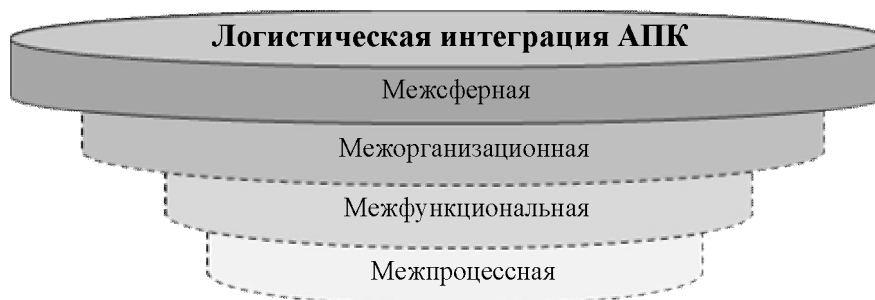 Логистическая интеграция АПК
Межсферная
Межорганизационная
Межфункциональная
Межпроцессная